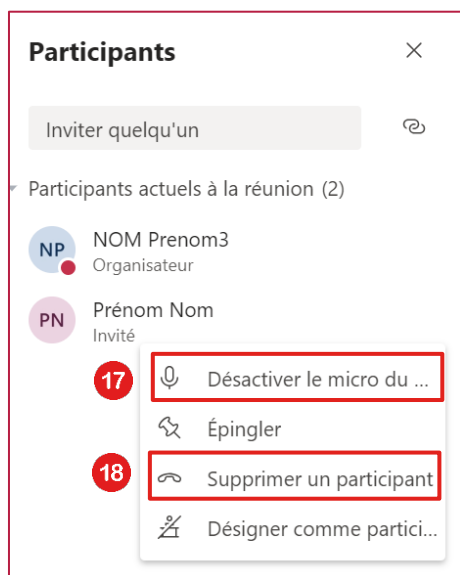 Participants
Inviter quelqu'un
Participants actuels à la réunion (2)
NP
NOM Prenom3
Organisateur
PN
Prénom Nom
Invité
17
Désactiver le micro du ...
Épingler
18
Supprimer un participant
Désigner comme partici...